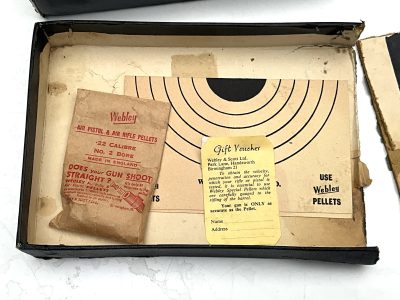 Webley
AIR PISTOL & AIR RIFLE PELLETS
.22 CALIBRE
No. 2 BORE
MADE IN ENGLAND
DOES your GUN SHOOT
STRAIGHT?
WEBLEY
Gift Voucher
Webley & Scott Ltd.
Park Lane, Handsworth
Birmingham 21
To obtain the velocity,
penetration and accuracy for
which your rifle or pistol is
tested, it is essential to use
Webley Special Pellets which
are carefully gauged to the
rifling of the barrel.
Your gun is ONLY as
accurate as the Pellet.
Name
Address
USE
Webley
PELLETS